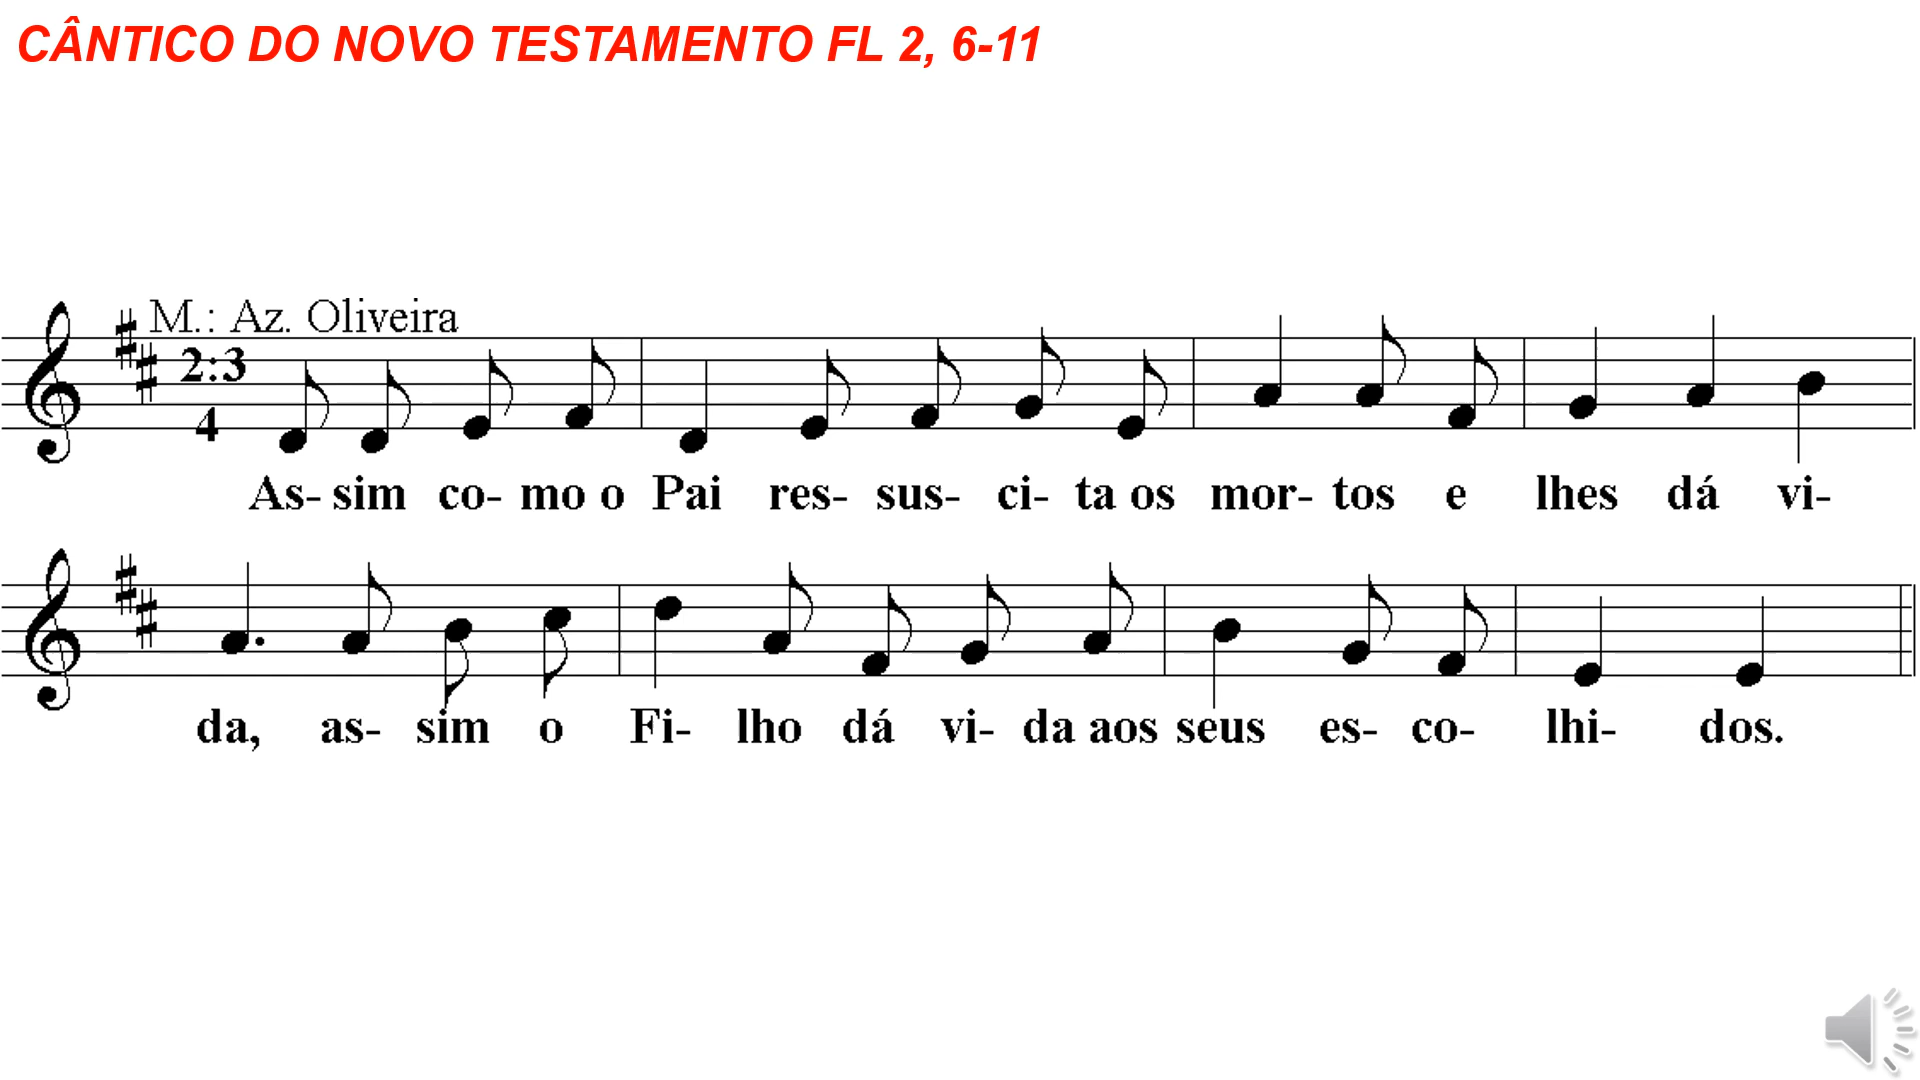 CÂNTICO DO NOVO TESTAMENTO FL 2, 6-11
M.: Az. Oliveira
2:3
4
As- sim co- mo o Pai res- sus- ci- ta os mor- tos e lhes dá vi-
da, as- sim o Fi- lho dá vi- da aos seus es- co- lhi- dos.